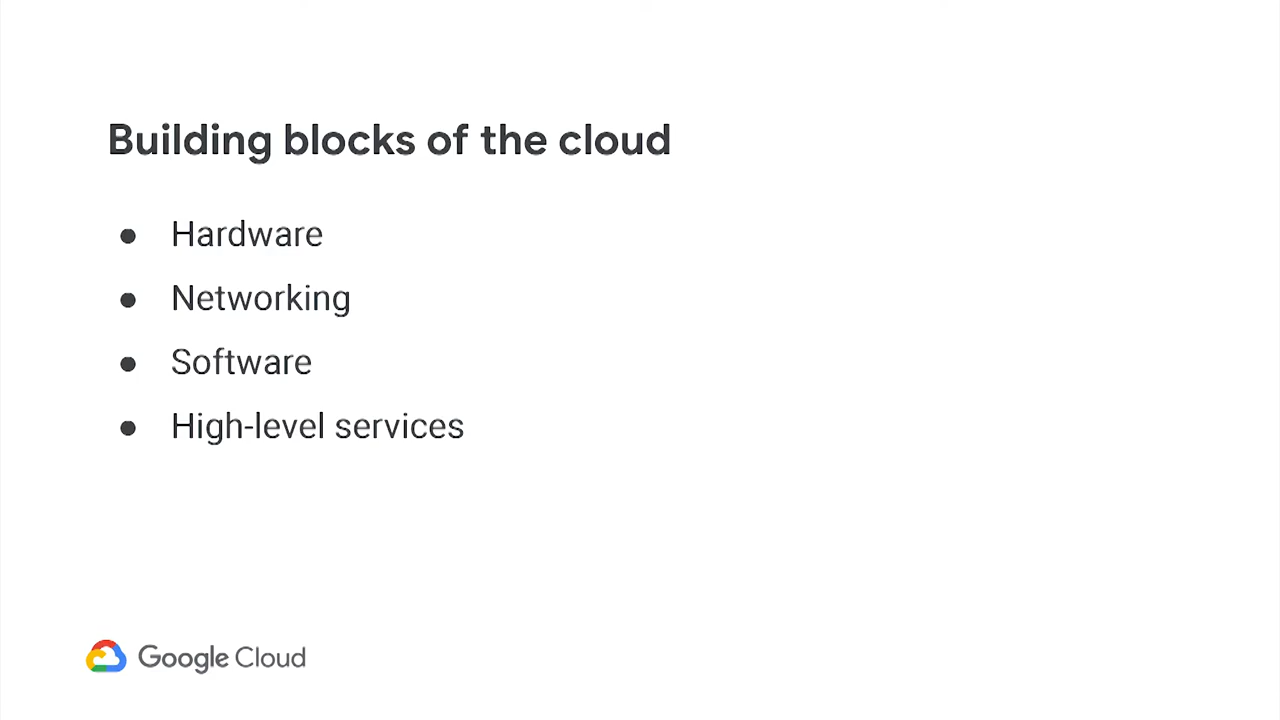 Building blocks of the cloud
● Hardware
● Networking
● Software
● High-level services
Google Cloud